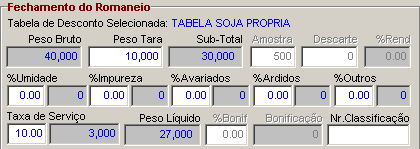 Fechamento do Romaneio
Tabela de Desconto Selecionada: TABELA SOJA PROPRIA
Peso Bruto Peso Tara Sub-Total Amostra Descarte %Rend
40,000 10,000 30,000 500 0
%Umidade %Impureza %Avariados %Ardidos %Outros
0.00 0 0.00 0 0.00 0 0.00 0 0.00 0
Taxa de Serviço Peso Líquido %Bonif Bonificação Nr.Classificação
10.00 3,000 27,000 0.00 0